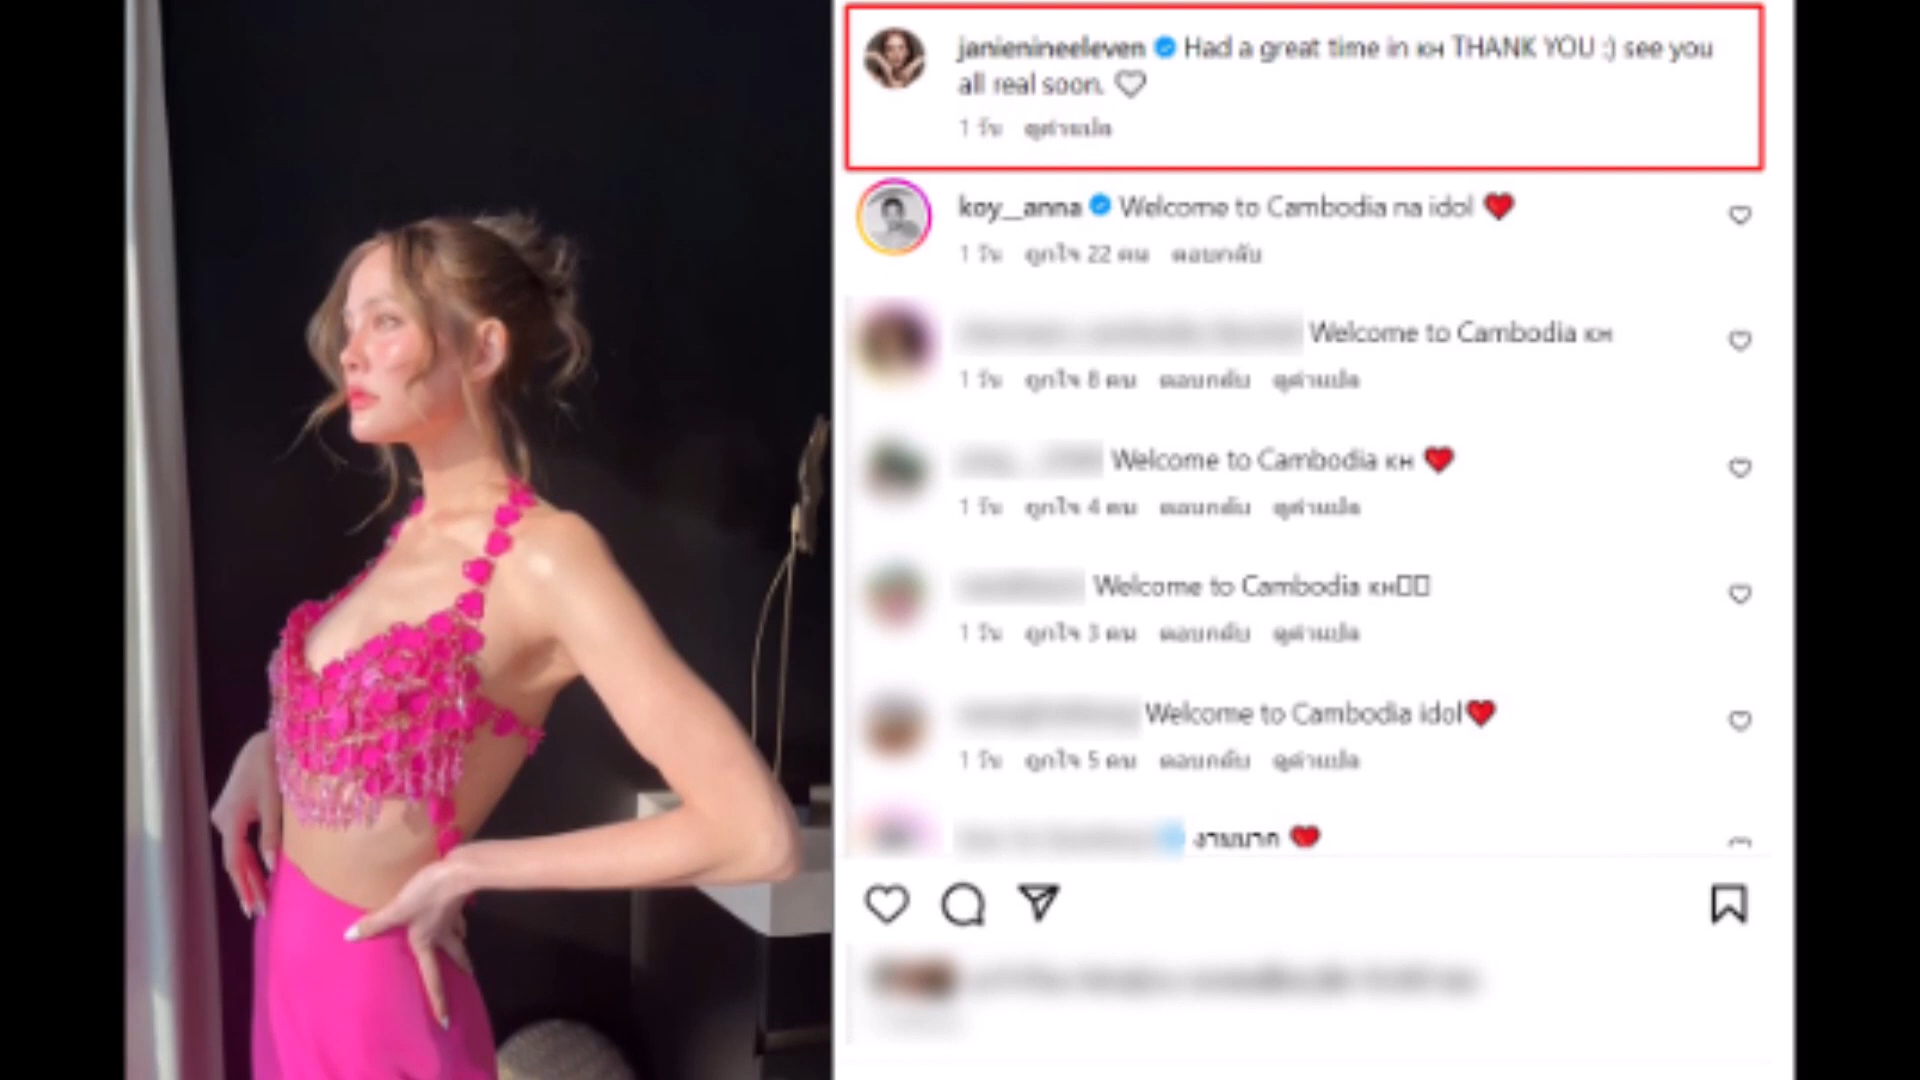 janienineeleven Had a great time in KH THANK YOU :) see you
all real soon.
1 วัน ดูคำแปล
koy__anna Welcome to Cambodia na idol ❤️
1 วัน ถูกใจ 22 คน ตอบกลับ
Welcome to Cambodia KH
1 วัน ถูกใจ 8 คน ตอบกลับ ดูคำแปล
Welcome to Cambodia KH ❤️
1 วัน ถูกใจ 4 คน ตอบกลับ ดูคำแปล
Welcome to Cambodia KH
1 วัน ถูกใจ 3 คน ตอบกลับ ดูคำแปล
Welcome to Cambodia idol❤️
1 วัน ถูกใจ 5 คน ตอบกลับ ดูคำแปล
งามมาก ❤️